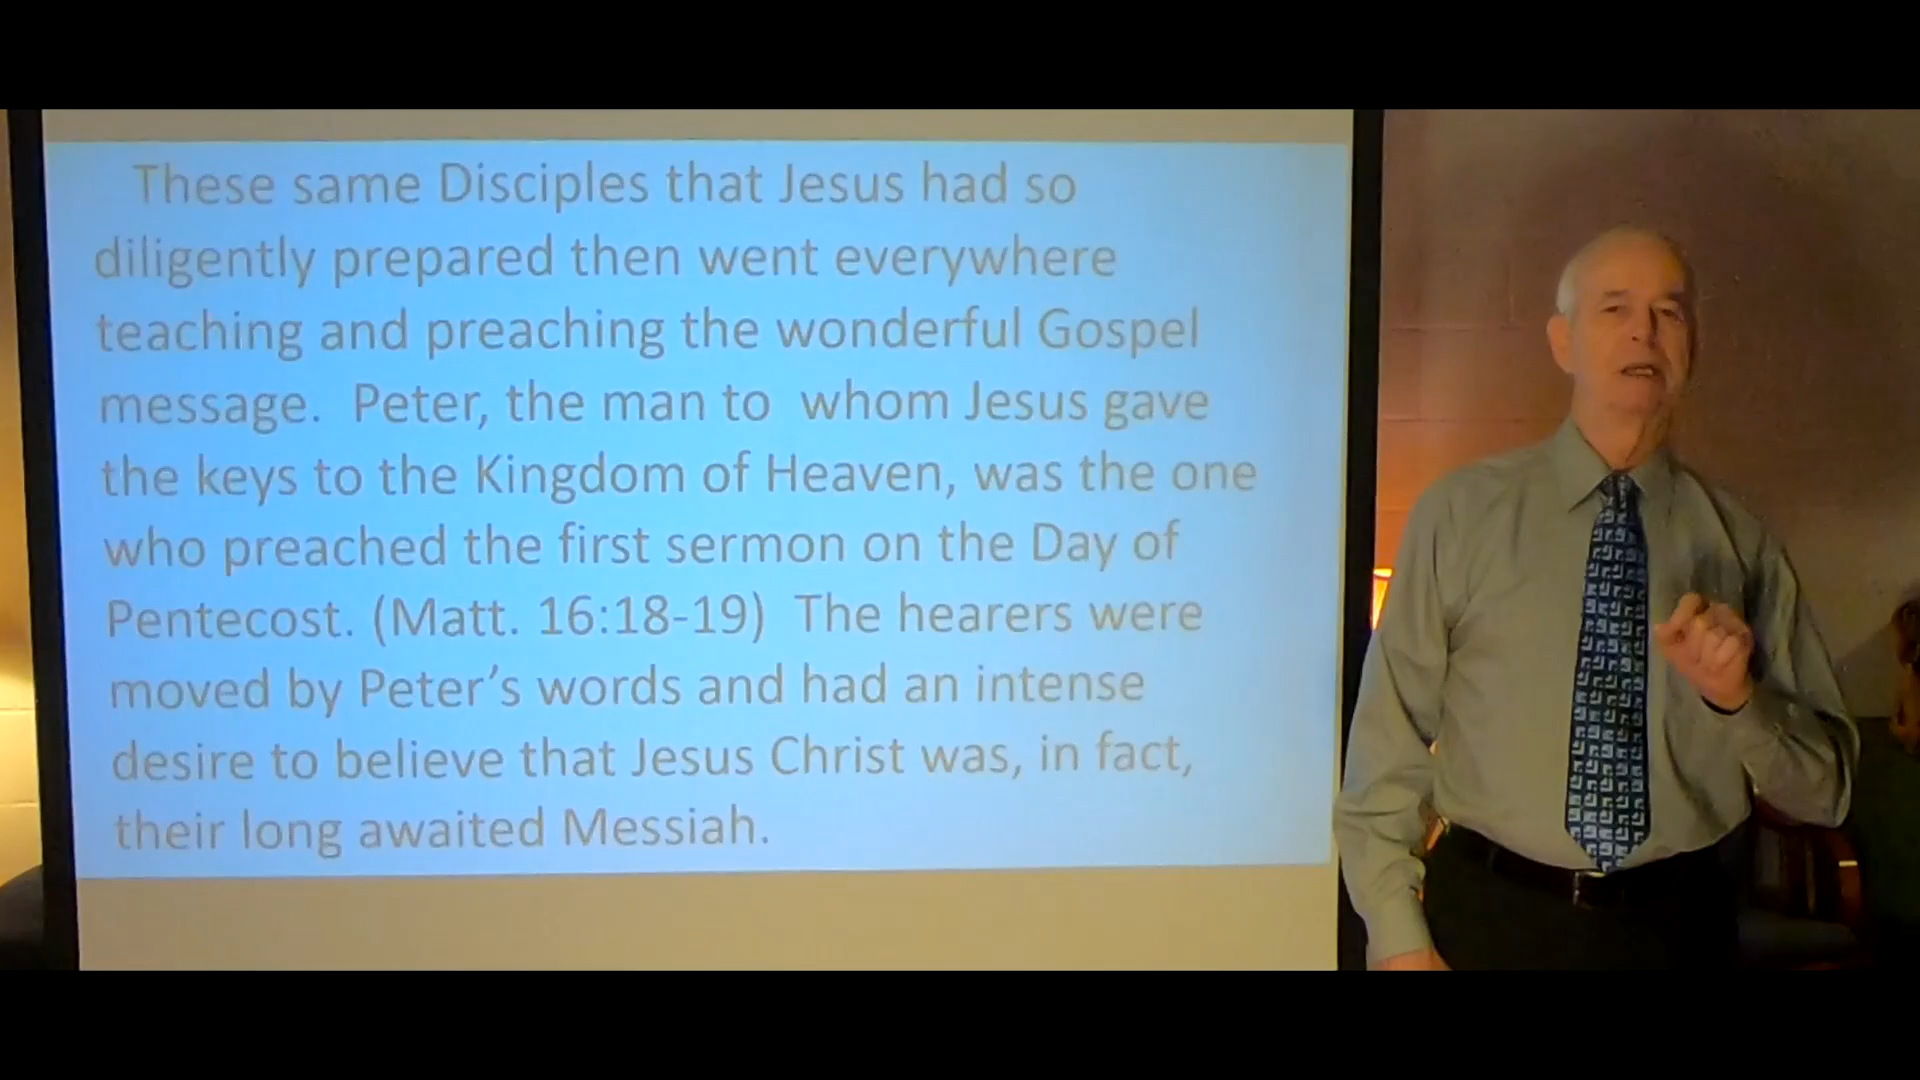 These same Disciples that Jesus had so
diligently prepared then went everywhere
teaching and preaching the wonderful Gospel
message.  Peter, the man to  whom Jesus gave
the keys to the Kingdom of Heaven, was the one
who preached the first sermon on the Day of
Pentecost. (Matt. 16:18-19)  The hearers were
moved by Peter’s words and had an intense
desire to believe that Jesus Christ was, in fact,
their long awaited Messiah.